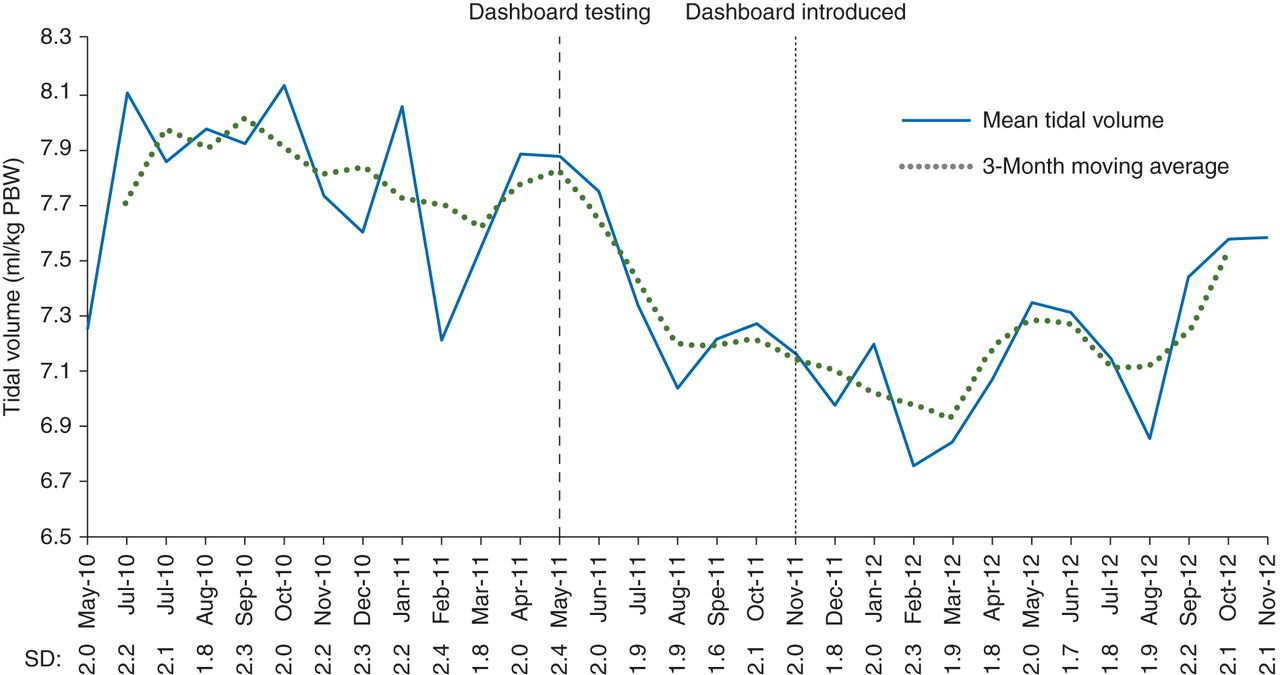 Dashboard testing
Dashboard introduced
8.3
8.1
7.9
7.7
7.5
7.3
7.1
6.9
6.7
6.5
Tidal volume (ml/kg PBW)
Mean tidal volume
3-Month moving average
May-10
Jul-10
Jul-10
Aug-10
Sep-10
Oct-10
Nov-10
Dec-10
Jan-11
Feb-11
Mar-11
Apr-11
May-11
Jun-11
Jul-11
Aug-11
Spe-11
Oct-11
Nov-11
Dec-11
Jan-12
Feb-12
Mar-12
Apr-12
May-12
Jun-12
Jul-12
Aug-12
Sep-12
Oct-12
Nov-12
SD: 2.0 2.2 2.1 1.8 2.3 2.0 2.2 2.3 2.2 2.4 1.8 2.0 2.4 2.0 1.9 1.9 1.6 2.1 2.0 1.8 2.0 2.3 1.9 1.8 2.0 1.7 1.8 1.9 2.2 2.1 2.1